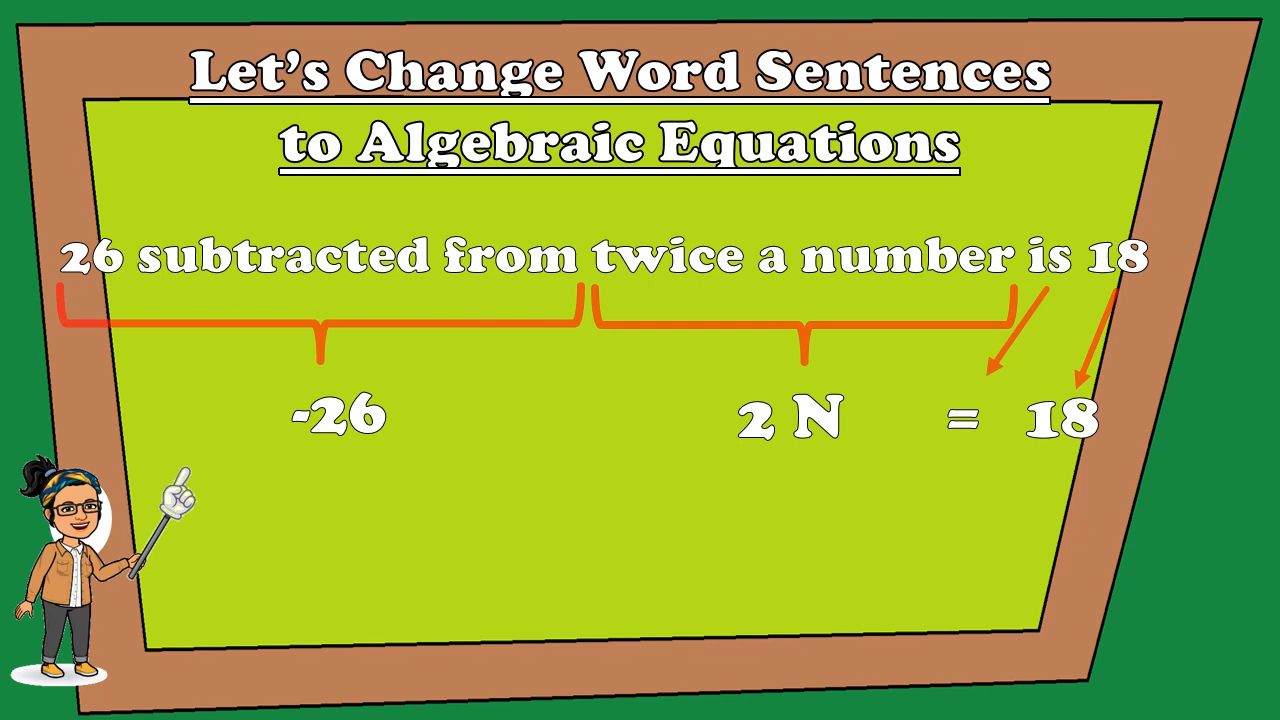 Let's Change Word Sentences
to Algebraic Equations
26 subtracted from twice a number is 18
-26 2 N = 18